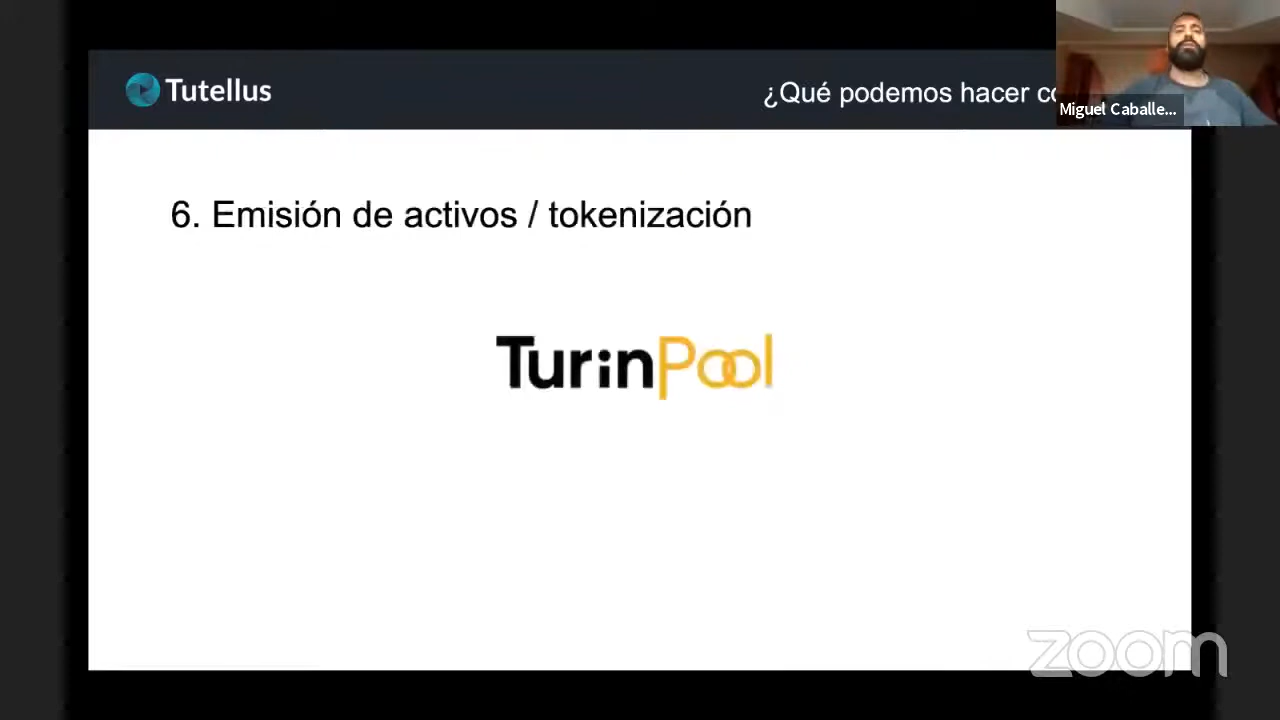 Tutellus
¿Qué podemos hacer co
Miguel Caballe...
6. Emisión de activos / tokenización
TurinPool
zoom